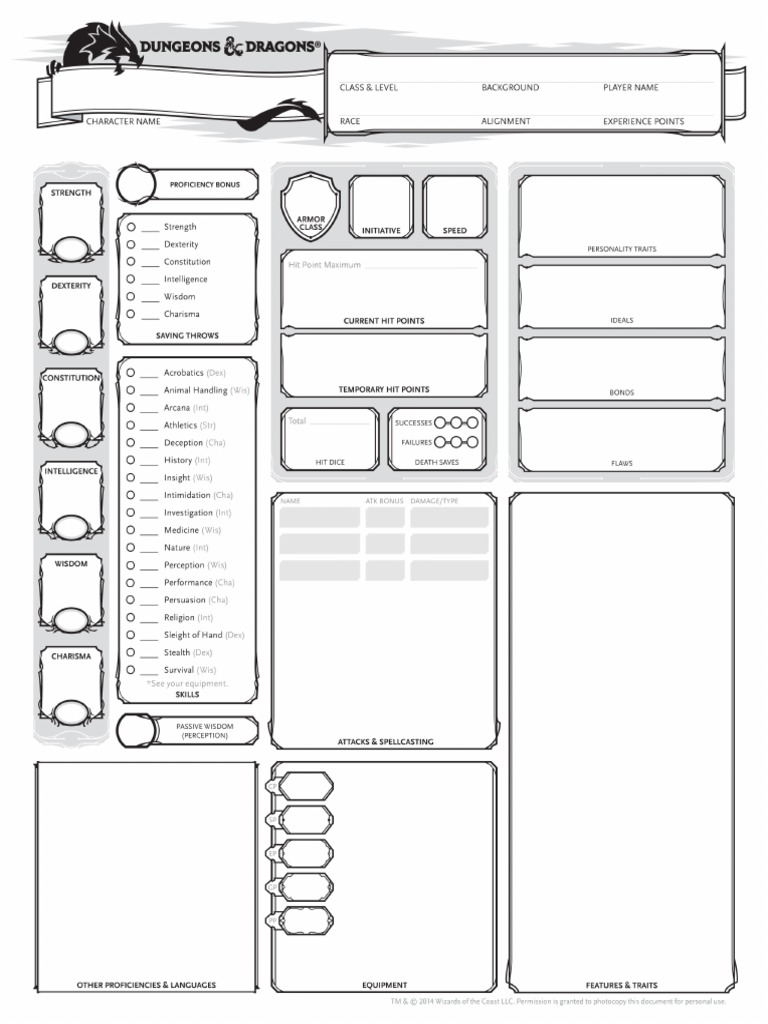 DUNGEONS & DRAGONS®
CHARACTER NAME
CLASS & LEVEL
BACKGROUND
PLAYER NAME
RACE
ALIGNMENT
EXPERIENCE POINTS
STRENGTH
DEXTERITY
CONSTITUTION
INTELLIGENCE
WISDOM
CHARISMA
PROFICIENCY BONUS
Strength
Dexterity
Constitution
Intelligence
Wisdom
Charisma
SAVING THROWS
Acrobatics (Dex)
Animal Handling (Wis)
Arcana (Int)
Athletics (Str)
Deception (Cha)
History (Int)
Insight (Wis)
Intimidation (Cha)
Investigation (Int)
Medicine (Wis)
Nature (Int)
Perception (Wis)
Performance (Cha)
Persuasion (Cha)
Religion (Int)
Sleight of Hand (Dex)
Stealth (Dex)
Survival (Wis)
*See your equipment.
SKILLS
PASSIVE WISDOM
(PERCEPTION)
OTHER PROFICIENCIES & LANGUAGES
ARMOR
CLASS
INITIATIVE
SPEED
Hit Point Maximum
CURRENT HIT POINTS
TEMPORARY HIT POINTS
Total
HIT DICE
SUCCESSES
FAILURES
DEATH SAVES
NAME
ATK BONUS
DAMAGE/TYPE
ATTACKS & SPELLCASTING
CP
SP
EP
GP
PP
EQUIPMENT
PERSONALITY TRAITS
IDEALS
BONDS
FLAWS
FEATURES & TRAITS
TM & © 2014 Wizards of the Coast LLC. Permission is granted to photocopy this document for personal use.